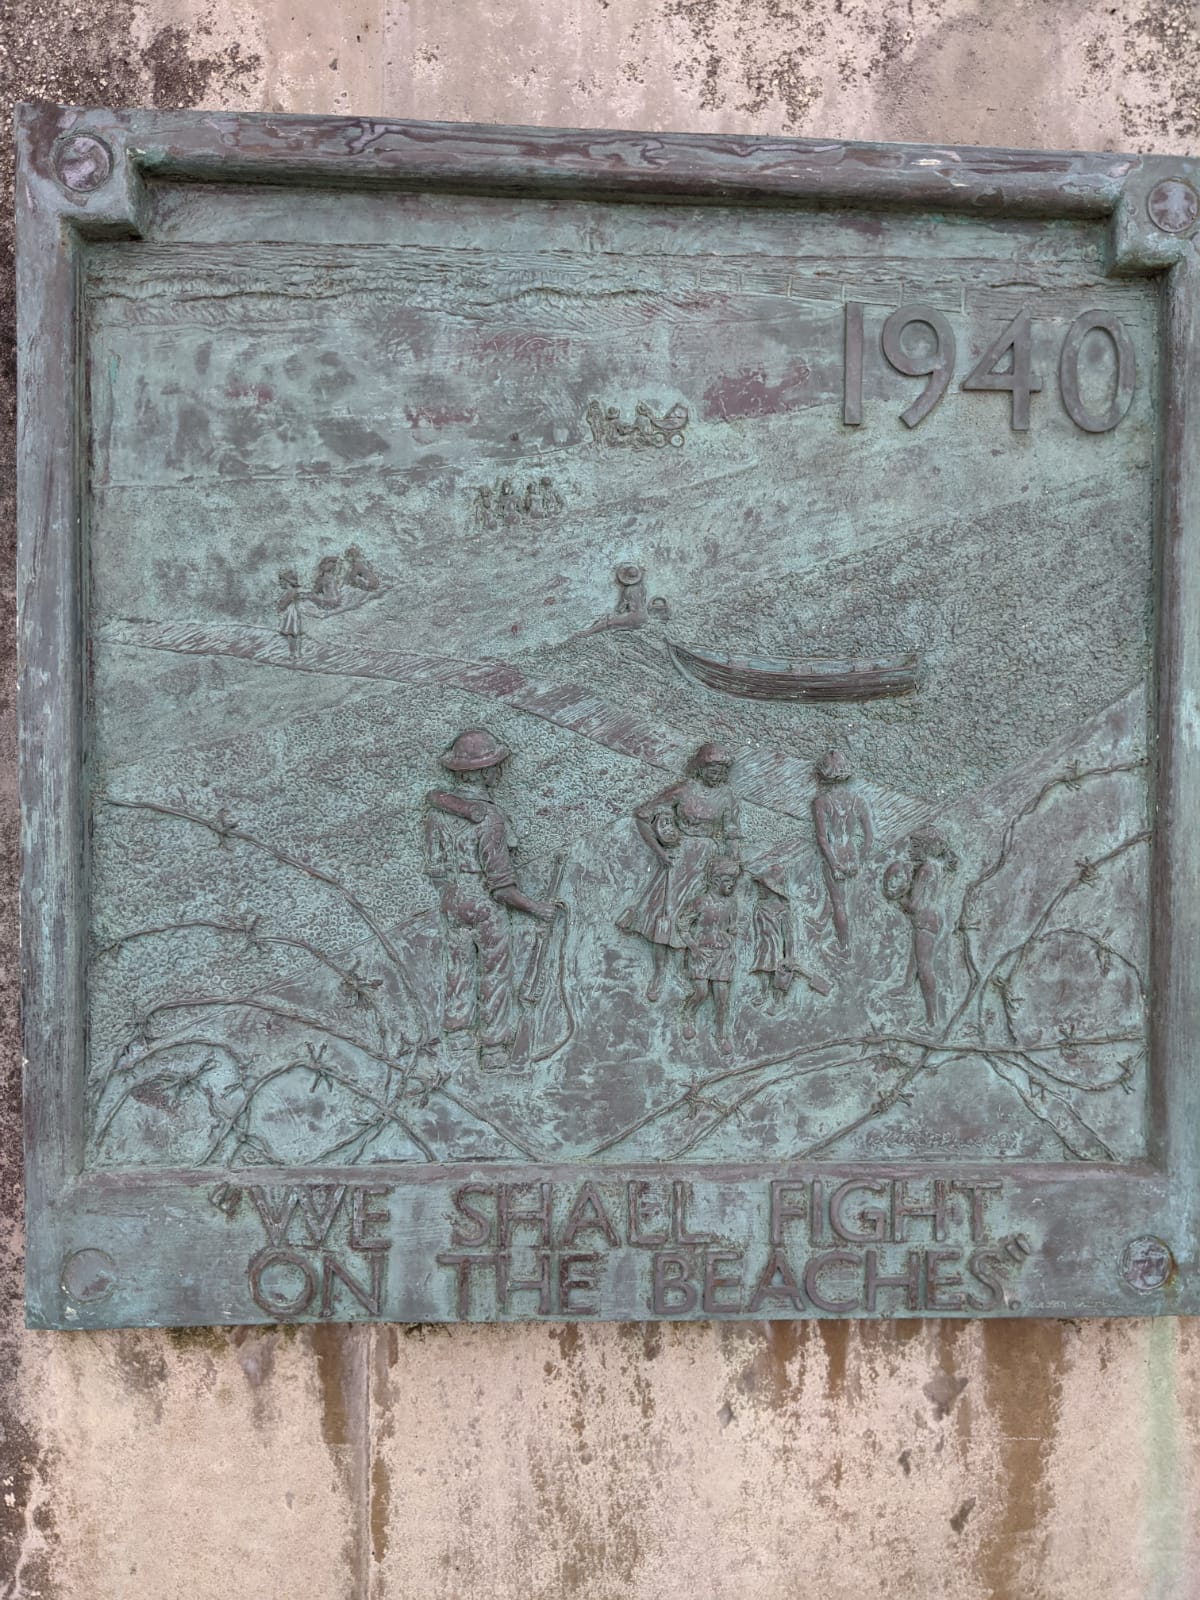 1940
"WE SHALL FIGHT
ON THE BEACHES."